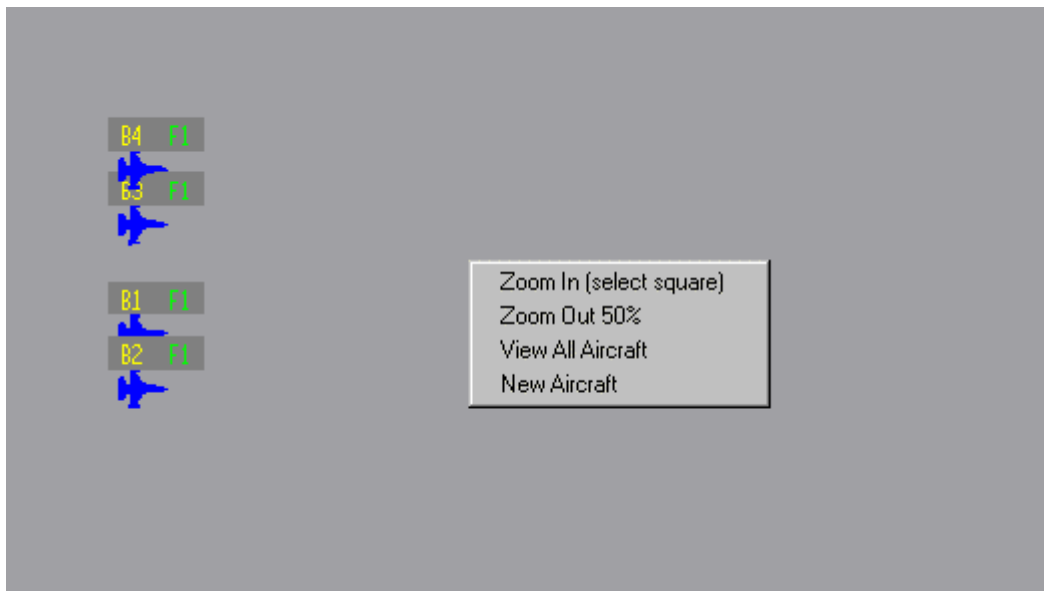 B4 F1
B3 F1
B1 F1
B2 F1
Zoom In (select square)
Zoom Out 50%
View All Aircraft
New Aircraft